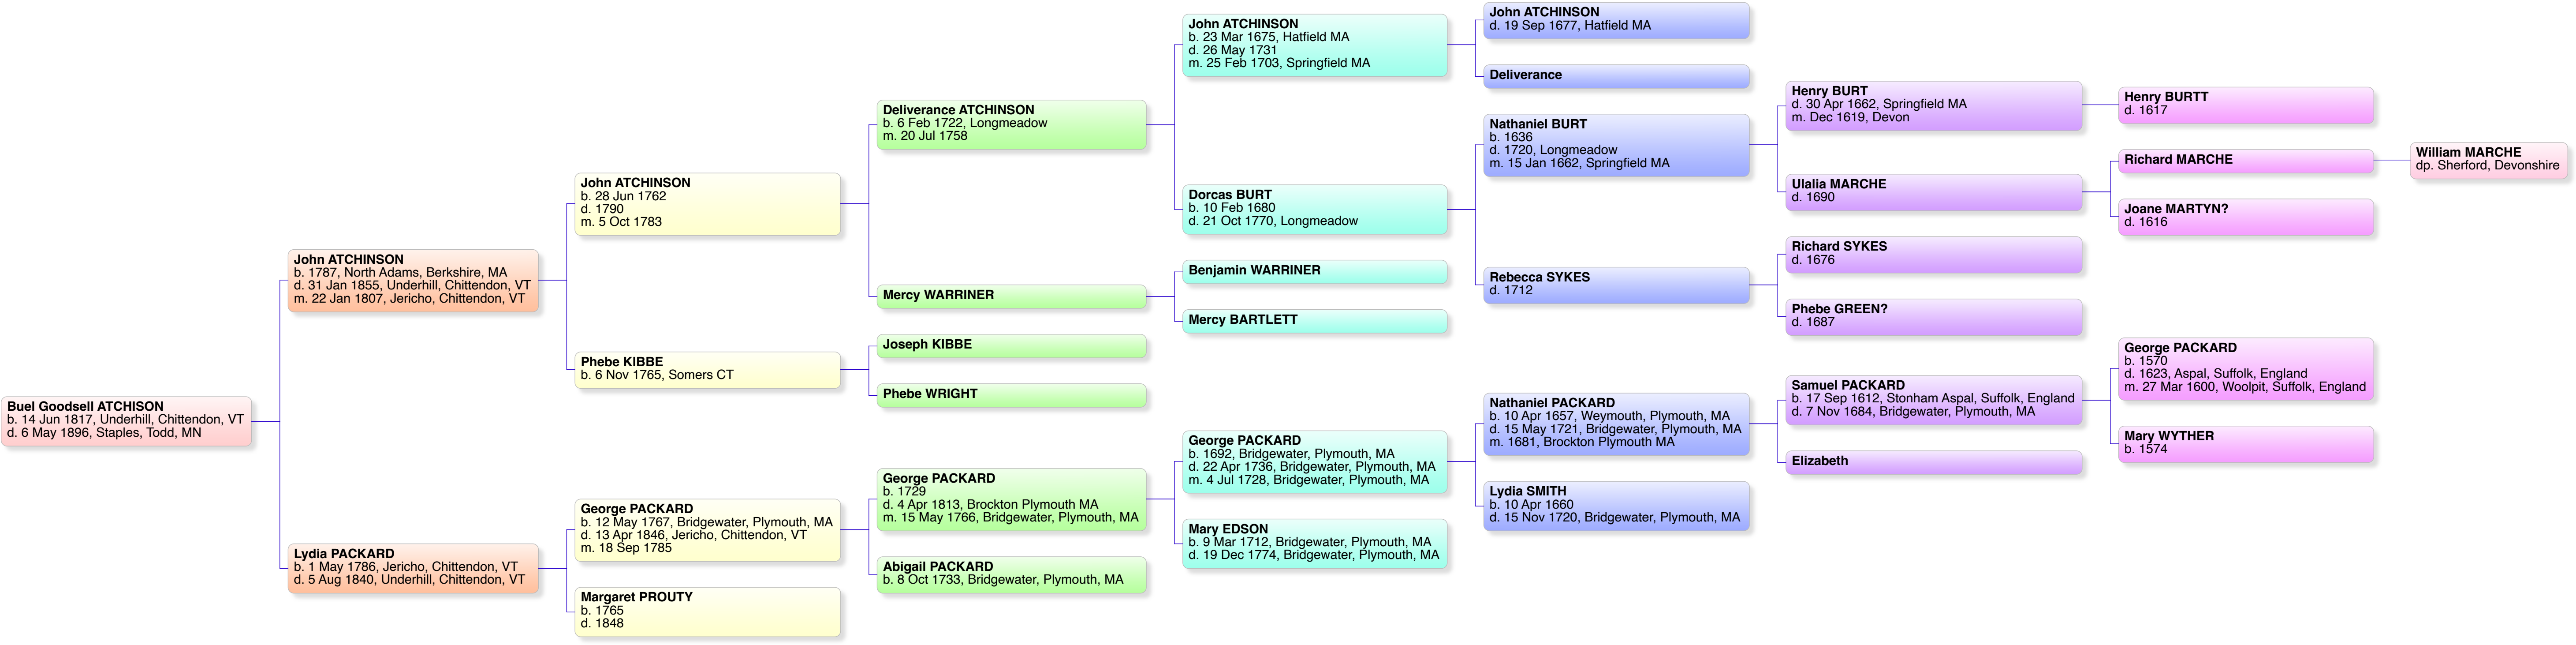 Buel Goodsell ATCHISON
b. 14 Jun 1817, Underhill, Chittendon, VT
d. 6 May 1896, Staples, Todd, MN
John ATCHINSON
b. 1787, North Adams, Berkshire, MA
d. 31 Jan 1855, Underhill, Chittendon, VT
m. 22 Jan 1807, Jericho, Chittendon, VT
Lydia PACKARD
b. 1 May 1786, Jericho, Chittendon, VT
d. 5 Aug 1840, Underhill, Chittendon, VT
John ATCHINSON
b. 28 Jun 1762
d. 1790
m. 5 Oct 1783
Phebe KIBBE
b. 6 Nov 1765, Somers CT
George PACKARD
b. 12 May 1767, Bridgewater, Plymouth, MA
d. 13 Apr 1846, Jericho, Chittendon, VT
m. 18 Sep 1785
Margaret PROUTY
b. 1765
d. 1848
Deliverance ATCHINSON
b. 6 Feb 1722, Longmeadow
m. 20 Jul 1758
Mercy WARRINER
Joseph KIBBE
Phebe WRIGHT
George PACKARD
b. 1729
d. 4 Apr 1813, Brockton Plymouth MA
m. 15 May 1766, Bridgewater, Plymouth, MA
Abigail PACKARD
b. 8 Oct 1733, Bridgewater, Plymouth, MA
John ATCHINSON
b. 23 Mar 1675, Hatfield MA
d. 26 May 1731
m. 25 Feb 1703, Springfield MA
Dorcas BURT
b. 10 Feb 1680
d. 21 Oct 1770, Longmeadow
Benjamin WARRINER
Mercy BARTLETT
George PACKARD
b. 1692, Bridgewater, Plymouth, MA
d. 22 Apr 1736, Bridgewater, Plymouth, MA
m. 4 Jul 1728, Bridgewater, Plymouth, MA
Mary EDSON
b. 9 Mar 1712, Bridgewater, Plymouth, MA
d. 19 Dec 1774, Bridgewater, Plymouth, MA
John ATCHINSON
d. 19 Sep 1677, Hatfield MA
Deliverance
Nathaniel BURT
b. 1636
d. 1720, Longmeadow
m. 15 Jan 1662, Springfield MA
Rebecca SYKES
d. 1712
Nathaniel PACKARD
b. 10 Apr 1657, Weymouth, Plymouth, MA
d. 15 May 1721, Bridgewater, Plymouth, MA
m. 1681, Brockton Plymouth MA
Lydia SMITH
b. 10 Apr 1660
d. 15 Nov 1720, Bridgewater, Plymouth, MA
Henry BURT
d. 30 Apr 1662, Springfield MA
m. Dec 1619, Devon
Ulalia MARCHE
d. 1690
Richard SYKES
d. 1676
Phebe GREEN?
d. 1687
Samuel PACKARD
b. 17 Sep 1612, Stonham Aspal, Suffolk, England
d. 7 Nov 1684, Bridgewater, Plymouth, MA
Elizabeth
Henry BURTT
d. 1617
Richard MARCHE
Joane MARTYN?
d. 1616
George PACKARD
b. 1570
d. 1623, Aspal, Suffolk, England
m. 27 Mar 1600, Woolpit, Suffolk, England
Mary WYTHER
b. 1574
William MARCHE
dp. Sherford, Devonshire